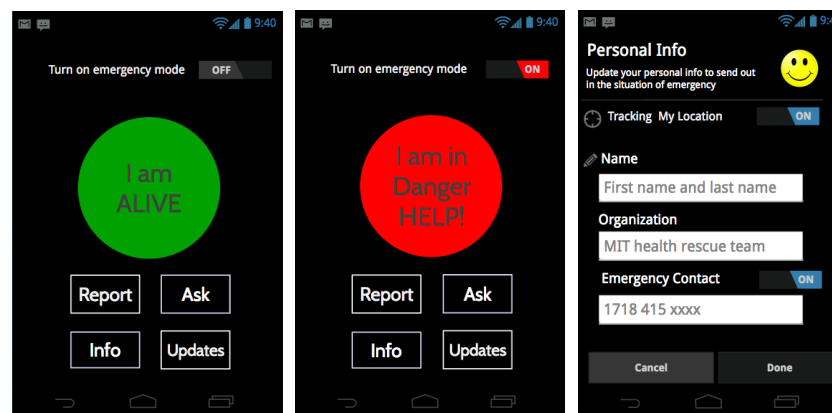 9:40
Turn on emergency mode OFF
I am
ALIVE
Report Ask
Info Updates
9:40
Turn on emergency mode ON
I am in
Danger
HELP!
Report Ask
Info Updates
9:4
Personal Info
Update your personal info to send out
in the situation of emergency
Tracking My Location ON
Name
First name and last name
Organization
MIT health rescue team
Emergency Contact ON
1718 415 xxxx
Cancel Done